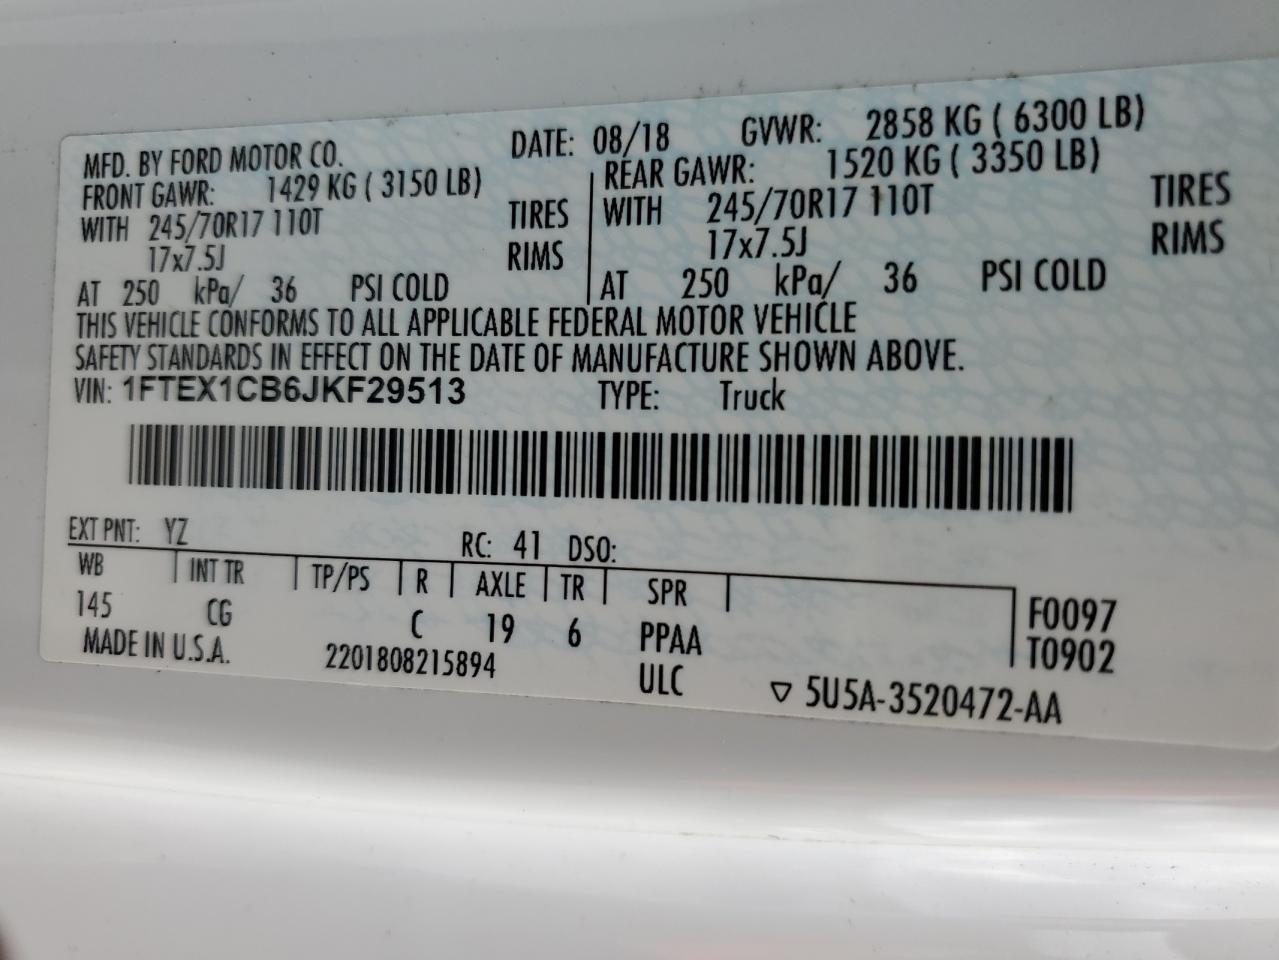 MFD. BY FORD MOTOR CO. DATE: 08/18 GVWR: 2858 KG ( 6300 LB)
FRONT GAWR: 1429 KG ( 3150 LB) REAR GAWR: 1520 KG ( 3350 LB)
WITH 245/70R17 110T TIRES WITH 245/70R17 110T TIRES
17x7.5J RIMS 17x7.5J RIMS
AT 250 kPa/ 36 PSI COLD AT 250 kPa/ 36 PSI COLD
THIS VEHICLE CONFORMS TO ALL APPLICABLE FEDERAL MOTOR VEHICLE
SAFETY STANDARDS IN EFFECT ON THE DATE OF MANUFACTURE SHOWN ABOVE.
VIN: 1FTEX1CB6JKF29513 TYPE: Truck
EXT PNT: YZ RC: 41 DSO:
WB INT TR TP/PS R AXLE TR SPR
145 CG C 19 6 PPAA F0097
MADE IN U.S.A. 2201808215894 ULC T0902
▽ 5U5A-3520472-AA